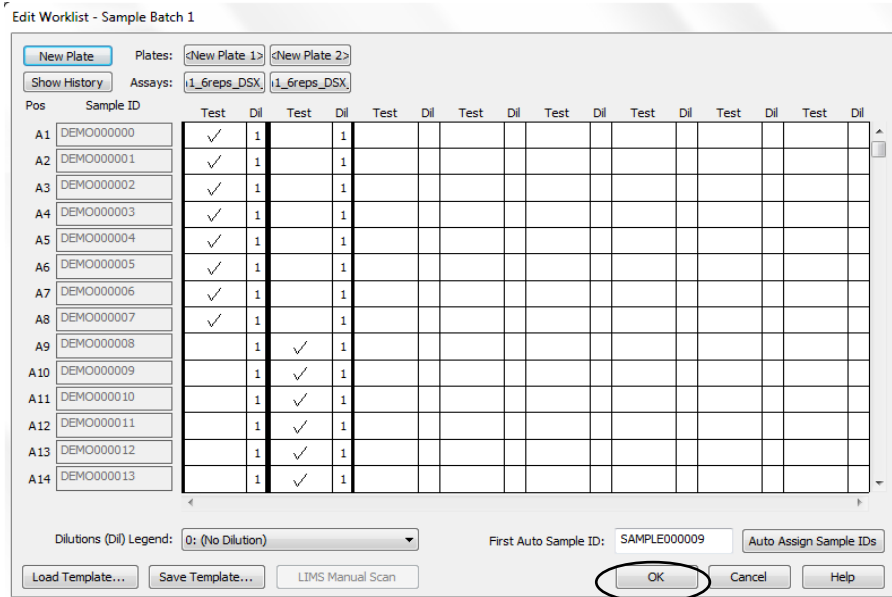 Edit Worklist - Sample Batch 1
New Plate Plates: <New Plate 1> <New Plate 2>
Show History Assays: 1_6reps_DSX_ 1_6reps_DSX_
Pos Sample ID Test Dil Test Dil Test Dil Test Dil Test Dil Test Dil Test Dil Test Dil
A1 DEMO000000 ✓ 1 1
A2 DEMO000001 ✓ 1 1
A3 DEMO000002 ✓ 1 1
A4 DEMO000003 ✓ 1 1
A5 DEMO000004 ✓ 1 1
A6 DEMO000005 ✓ 1 1
A7 DEMO000006 ✓ 1 1
A8 DEMO000007 ✓ 1 1
A9 DEMO000008 1 ✓ 1
A10 DEMO000009 1 ✓ 1
A11 DEMO000010 1 ✓ 1
A12 DEMO000011 1 ✓ 1
A13 DEMO000012 1 ✓ 1
A14 DEMO000013 1 ✓ 1
Dilutions (Dil) Legend: 0: (No Dilution) First Auto Sample ID: SAMPLE000009 Auto Assign Sample IDs
Load Template... Save Template... LIMS Manual Scan OK Cancel Help